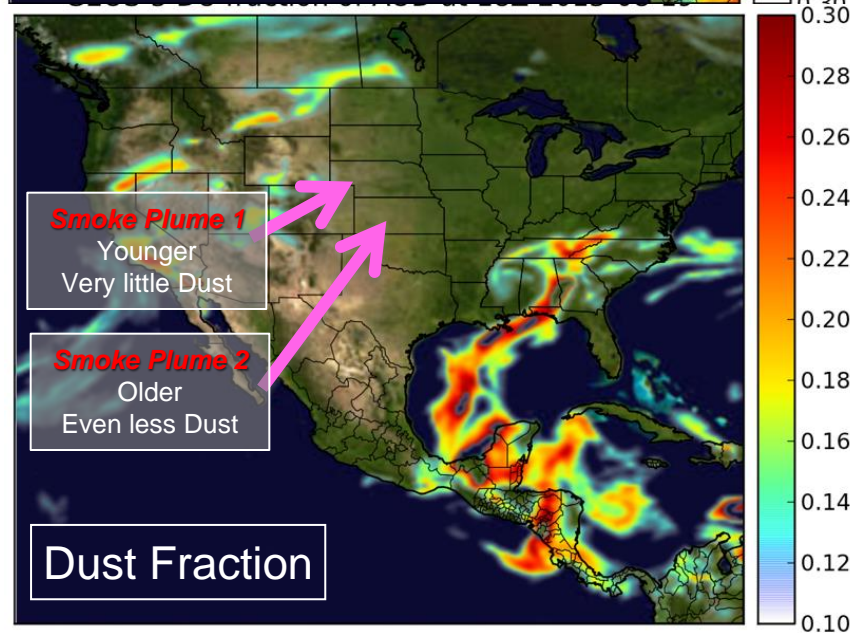 0.30
0.28
0.26
0.24
0.22
0.20
0.18
0.16
0.14
0.12
0.10
Smoke Plume 1
Younger
Very little Dust
Smoke Plume 2
Older
Even less Dust
Dust Fraction